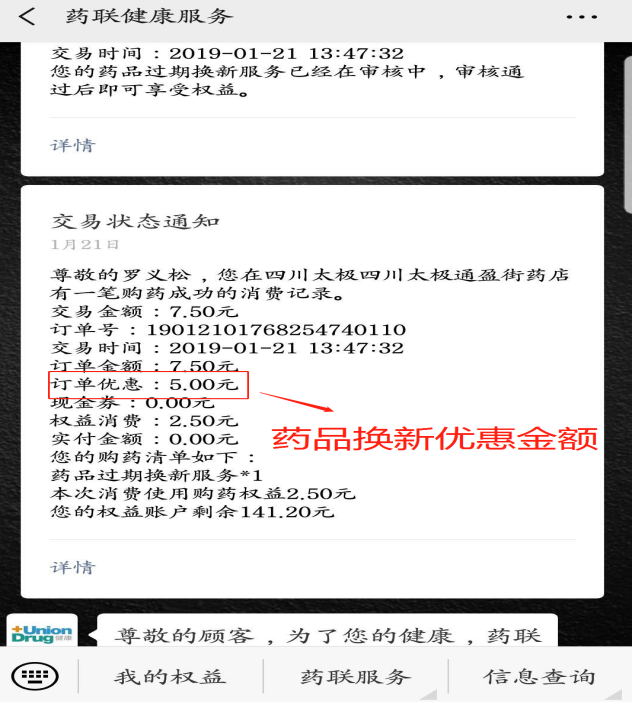 药联健康服务
交易时间：2019-01-21 13:47:32
您的药品过期换新服务已经在审核中，审核通
过后即可享受权益。
详情
交易状态通知
1月21日
尊敬的罗义松，您在四川太极四川太极通盈街药店
有一笔购药成功的消费记录。
交易金额：7.50元
订单号：19012101768254740110
交易时间：2019-01-21 13:47:32
订单金额：7.50元
订单优惠：5.00元
现金券：0.00元
权益消费：2.50元
实付金额：0.00元
药品换新优惠金额
您的购药清单如下：
药品过期换新服务*1
本次消费使用购药权益2.50元
您的权益账户剩余141.20元
详情
Union
Drug健康
尊敬的顾客，为了您的健康，药联
我的权益
药联服务
信息查询